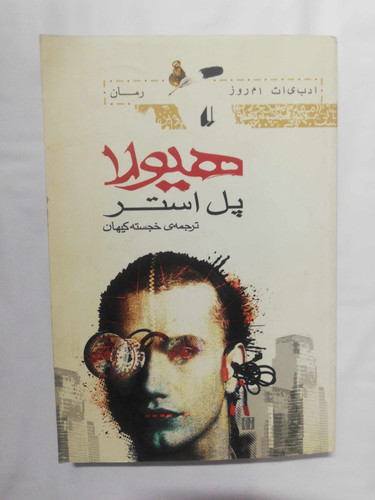 ادبیات امروز
رمان
هیولا
پل استر
ترجمه‌ی خجسته کیهان